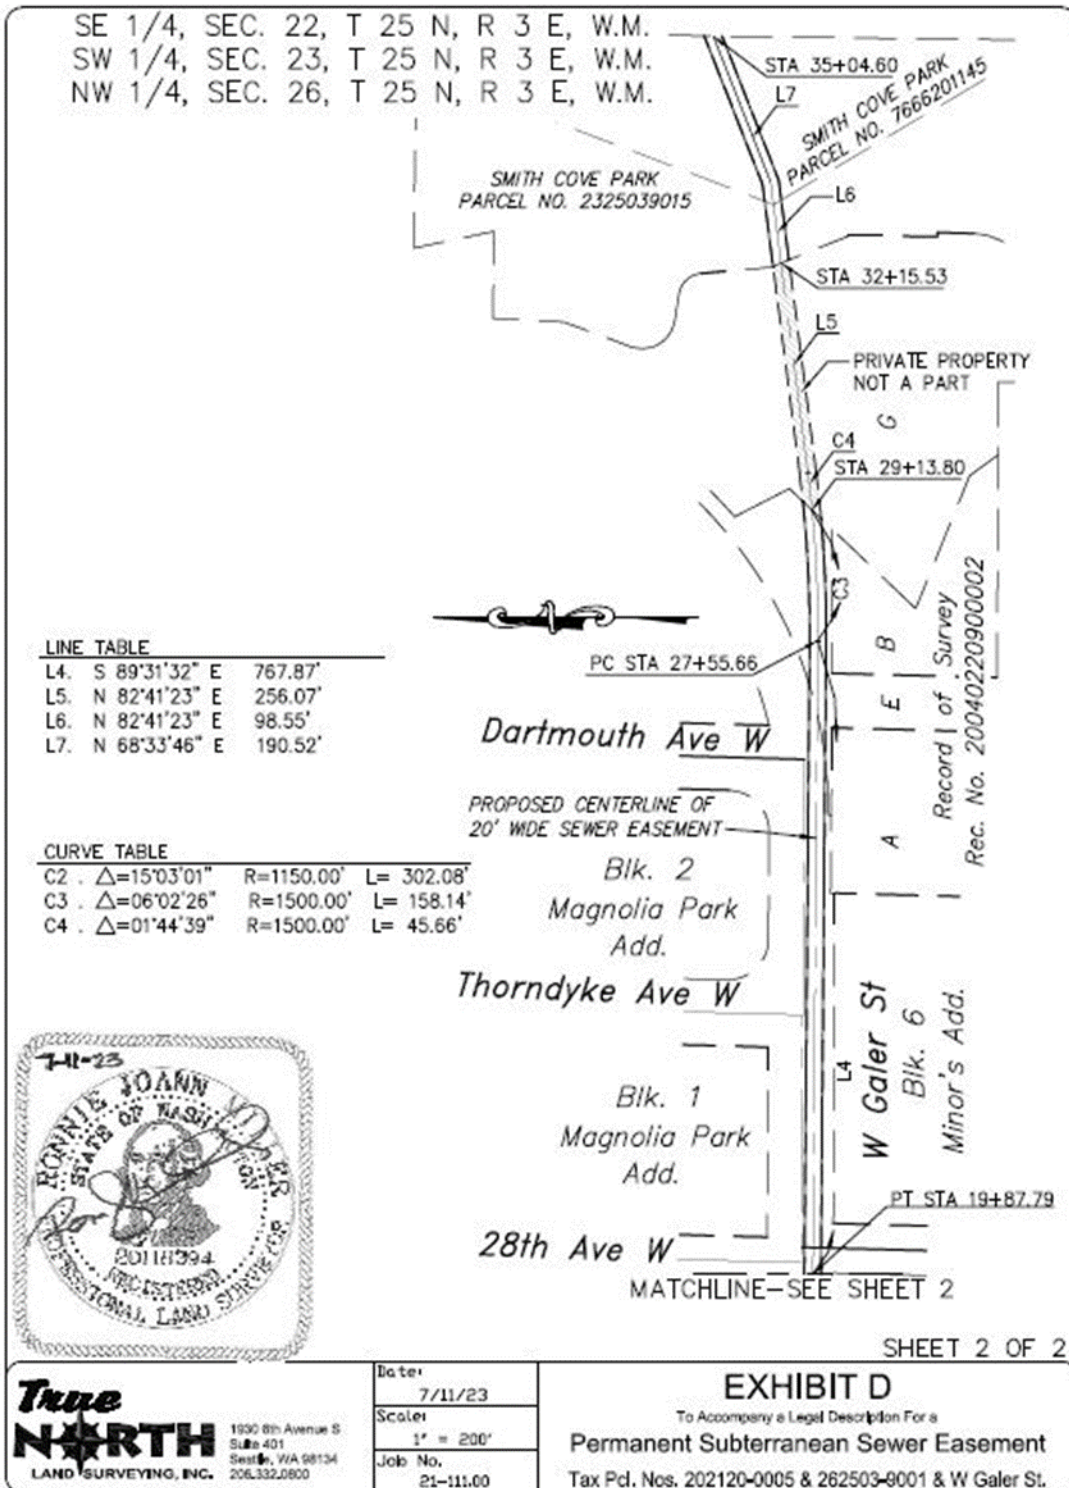 SE 1/4, SEC. 22, T 25 N, R 3 E, W.M.
SW 1/4, SEC. 23, T 25 N, R 3 E, W.M.
NW 1/4, SEC. 26, T 25 N, R 3 E, W.M.
STA 35+04.60
L7
SMITH COVE PARK
PARCEL NO. 7666201145
SMITH COVE PARK
PARCEL NO. 2325039015
L6
STA 32+15.53
L5
PRIVATE PROPERTY
NOT A PART
G
C4
STA 29+13.80
C3
B
E
A
Record of Survey
Rec. No. 20040220900002
PC STA 27+55.66
LINE TABLE
L4. S 89°31'32" E 767.87'
L5. N 82°41'23" E 256.07'
L6. N 82°41'23" E 98.55'
L7. N 68°33'46" E 190.52'
Dartmouth Ave W
PROPOSED CENTERLINE OF
20' WIDE SEWER EASEMENT
CURVE TABLE
C2 . △=15°03'01" R=1150.00' L= 302.08'
C3 . △=06°02'26" R=1500.00' L= 158.14'
C4 . △=01°44'39" R=1500.00' L= 45.66'
Blk. 2
Magnolia Park
Add.
Thorndyke Ave W
L4
W Galer St
Blk. 6
Minor's Add.
Blk. 1
Magnolia Park
Add.
7-11-23
RONNIE JOANN
STATE OF WASHINGTON
20118394
REGISTERED
PROFESSIONAL LAND SURVEYOR
PT STA 19+87.79
28th Ave W
MATCHLINE-SEE SHEET 2
SHEET 2 OF 2
True
NORTH
LAND SURVEYING, INC.
1930 6th Avenue S
Suite 401
Seattle, WA 98134
206.332.0800
Date:
7/11/23
Scale:
1" = 200'
Job No.
21-111.00
EXHIBIT D
To Accompany a Legal Description For a
Permanent Subterranean Sewer Easement
Tax Pcl. Nos. 202120-0005 & 262503-9001 & W Galer St.